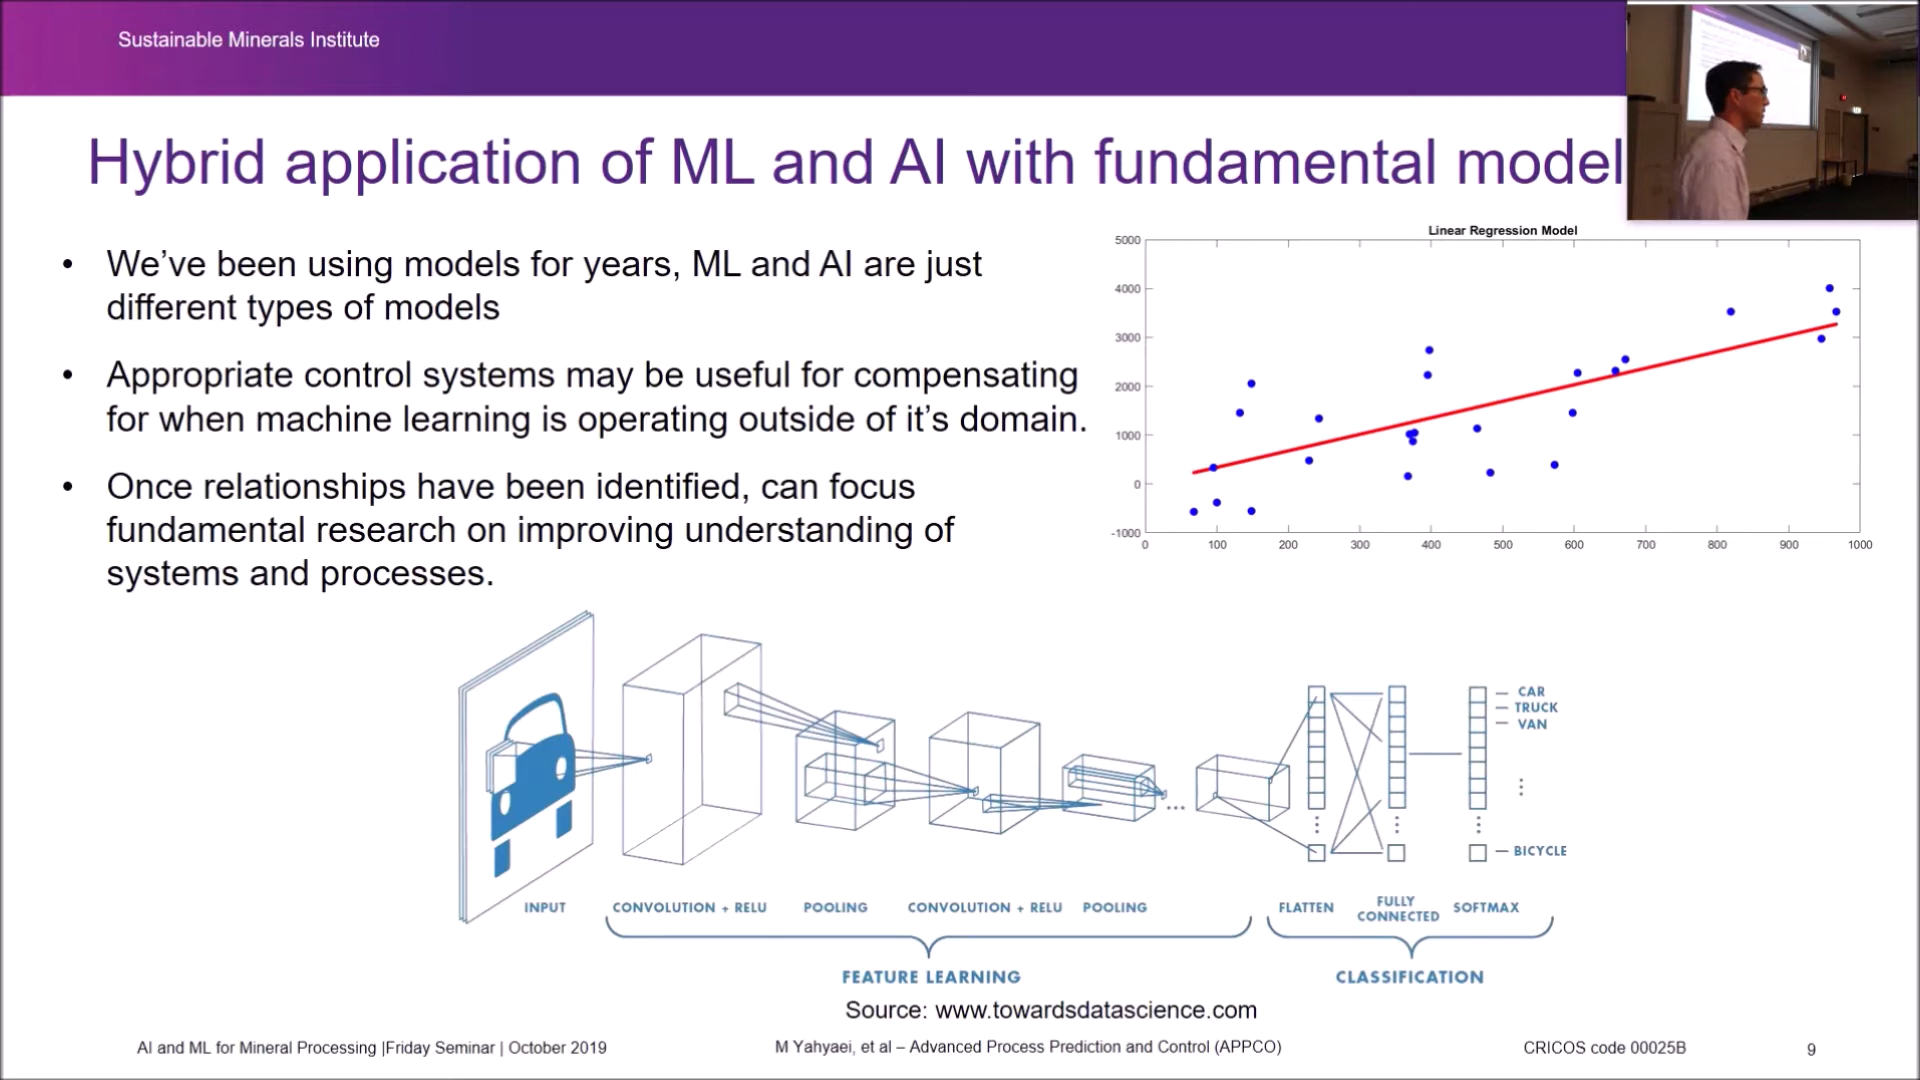 Sustainable Minerals Institute
Hybrid application of ML and AI with fundamental model
• We’ve been using models for years, ML and AI are just
different types of models
• Appropriate control systems may be useful for compensating
for when machine learning is operating outside of it’s domain.
• Once relationships have been identified, can focus
fundamental research on improving understanding of
systems and processes.
Linear Regression Model
5000
4000
3000
2000
1000
0
-1000
0 100 200 300 400 500 600 700 800 900 1000
CAR
TRUCK
VAN
BICYCLE
INPUT CONVOLUTION + RELU POOLING CONVOLUTION + RELU POOLING FLATTEN FULLY CONNECTED SOFTMAX
FEATURE LEARNING CLASSIFICATION
Source: www.towardsdatascience.com
AI and ML for Mineral Processing |Friday Seminar | October 2019 M Yahyaei, et al – Advanced Process Prediction and Control (APPCO) CRICOS code 00025B 9